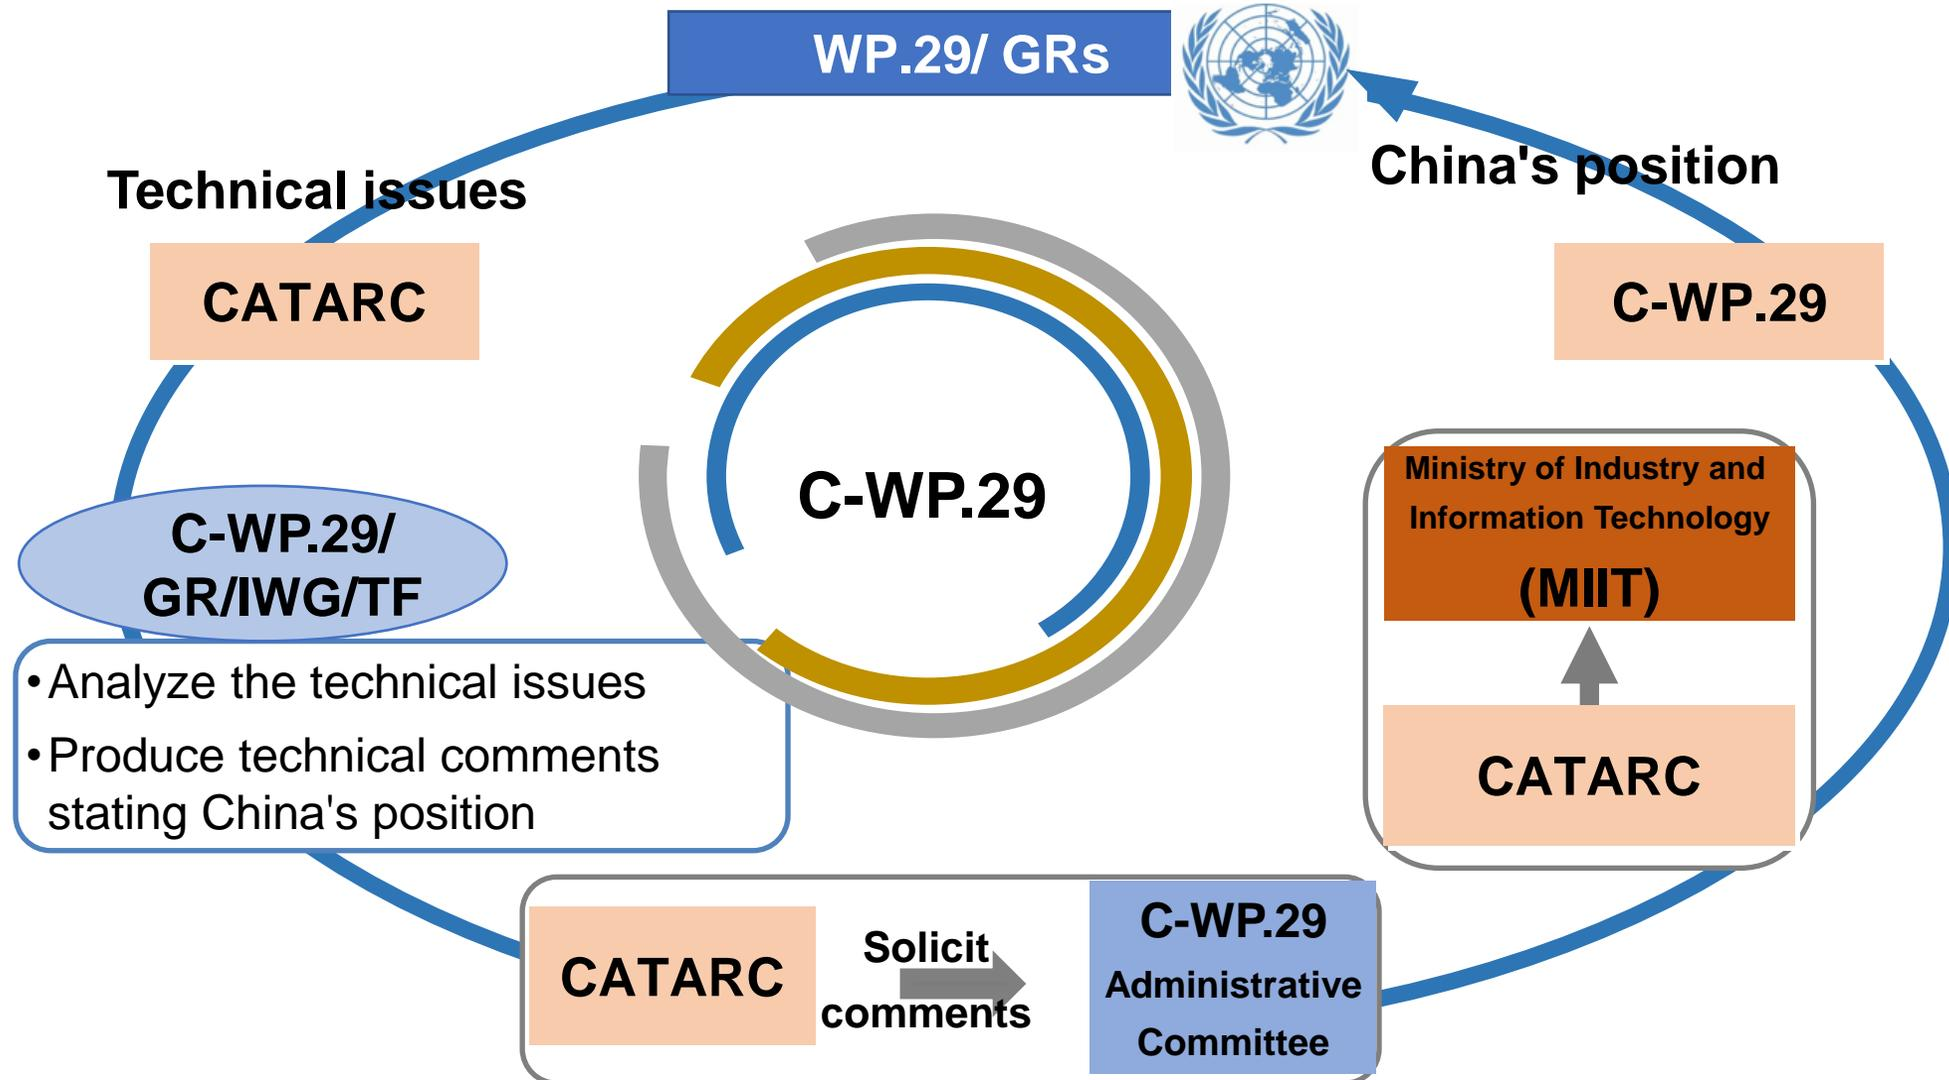 WP.29/ GRs
Technical issues
China's position
CATARC
C-WP.29
C-WP.29
C-WP.29/
GR/IWG/TF
• Analyze the technical issues
• Produce technical comments
stating China's position
Ministry of Industry and
Information Technology
(MIIT)
CATARC
CATARC
Solicit
comments
C-WP.29
Administrative
Committee